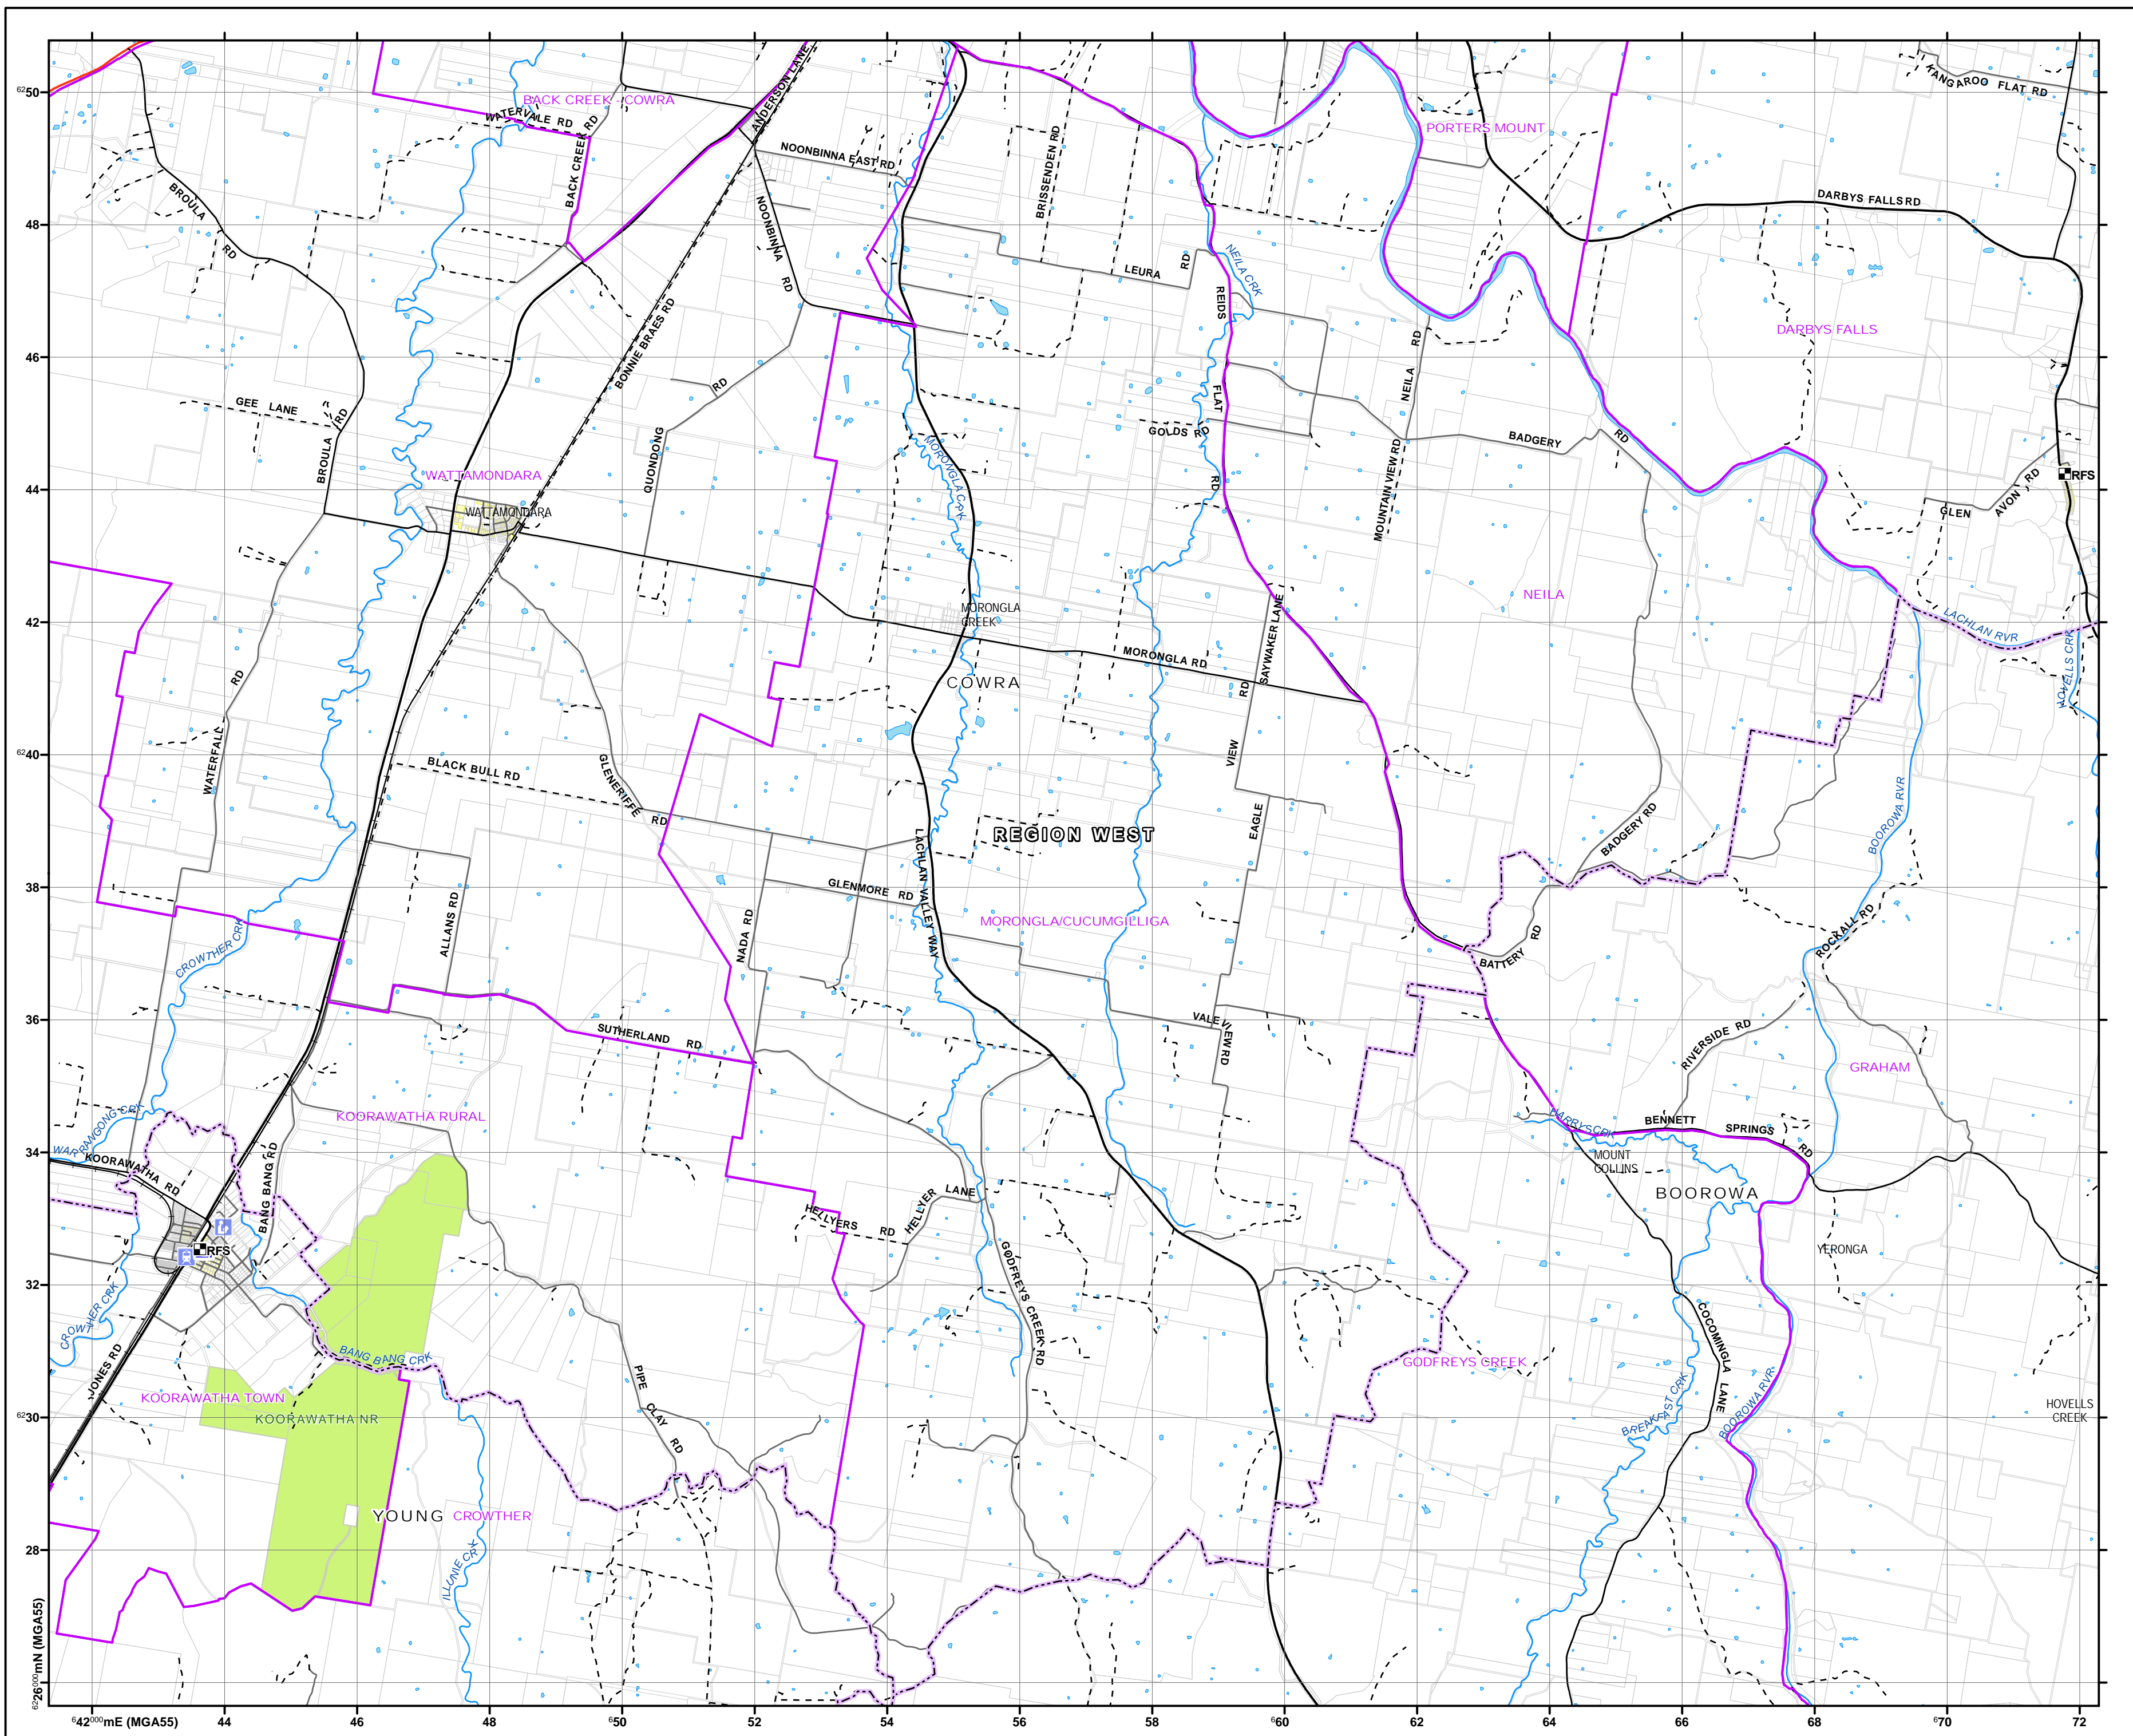 KANGAROO FLAT RD
6250
BACK CREEK - COWRA
ANDERSON LANE
WATERVALE RD
BACK CREEK RD
PORTERS MOUNT
NOONBINNA EAST RD
BRISSENDEN RD
BROULA RD
DARBYS FALLS RD
48
NOONBINNA RD
NEILA CRK
LEURA RD
REIDS FLAT RD
DARBYS FALLS
46
BONNIE BRAES RD
NEILA RD
GEE LANE
BROULA RD
QUONDONG RD
GOLDS RD
BADGERY RD
MORONGLA CRK
MOUNTAIN VIEW RD
WATTAMONDARA
44
WATTAMONDARA
RFS
GLEN AVON RD
NEILA
42
MORONGLA
CREEK
SAYWAKER LANE
LACHLAN RVR
HOVELLS CRK
MORONGLA RD
COWRA
WATERFALL RD
6240
BLACK BULL RD
GLENERIFFE RD
EAGLE VIEW RD
REGION WEST
BADGERY RD
BOOROWA RVR
38
LACHLAN VALLEY WAY
GLENMORE RD
ALLANS RD
NADA RD
MORONGLA/CUCUMGILLIGA
CROWTHER CRK
BATTERY RD
ROCKALL RD
36
SUTHERLAND RD
VALE VIEW RD
RIVERSIDE RD
GRAHAM
KOORAWATHA RURAL
WARRANGONG CRK
HARRYS CRK
BENNETT SPRINGS RD
34
KOORAWATHA RD
BANG BANG RD
MOUNT
COLLINS
BOOROWA
HELLYER LANE
HELLYERS RD
RFS
YERONGA
32
CROWTHER CRK
GODFREYS CREEK RD
COCOMINGLA LANE
BANG BANG CRK
JONES RD
PIPE CLAY RD
GODFREYS CREEK
KOORAWATHA TOWN
KOORAWATHA NR
BREAKFAST CRK
BOOROWA RVR
HOVELLS
CREEK
6230
YOUNG
CROWTHER
28
ILLUNIE CRK
6226000mN (MGA55)
642000mE (MGA55) 44 46 48 650 52 54 56 58 660 62 64 66 68 670 72